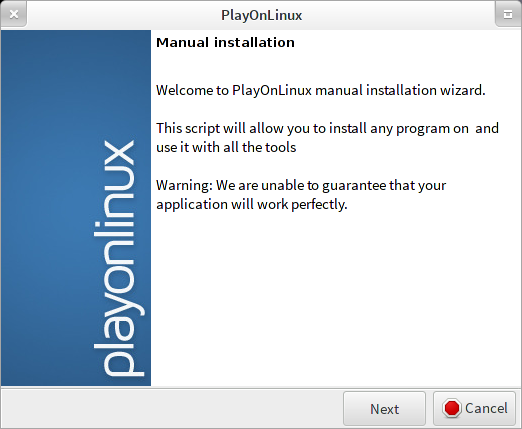 PlayOnLinux
Manual installation
Welcome to PlayOnLinux manual installation wizard.
This script will allow you to install any program on  and
use it with all the tools
Warning: We are unable to guarantee that your
application will work perfectly.
playonlinux
Next
Cancel